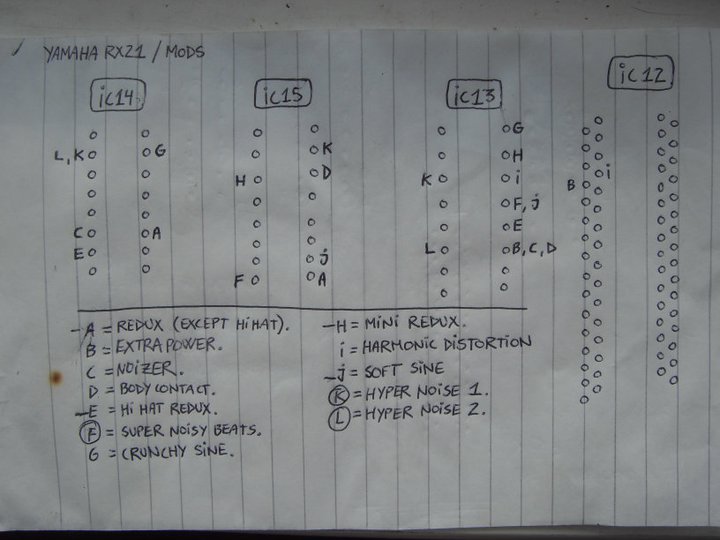 YAMAHA RX21 / MODS
ic14 ic15 ic13 ic12
G
L,K G K H
D i
H K i B
F, j
C A E
E L B, C, D
j
F A
A = REDUX (EXCEPT HiHAT).
B = EXTRA POWER.
C = NOiZER.
D = BODY CONTACT.
E = Hi HAT REDUX.
F = SUPER NOiSY BEATS.
G = CRUNCHY SiNE.
H = MiNi REDUX.
i = HARMONIC DiSTORTiON
j = SOFT SiNE
K = HYPER NOiSE 1.
L = HYPER NOiSE 2.